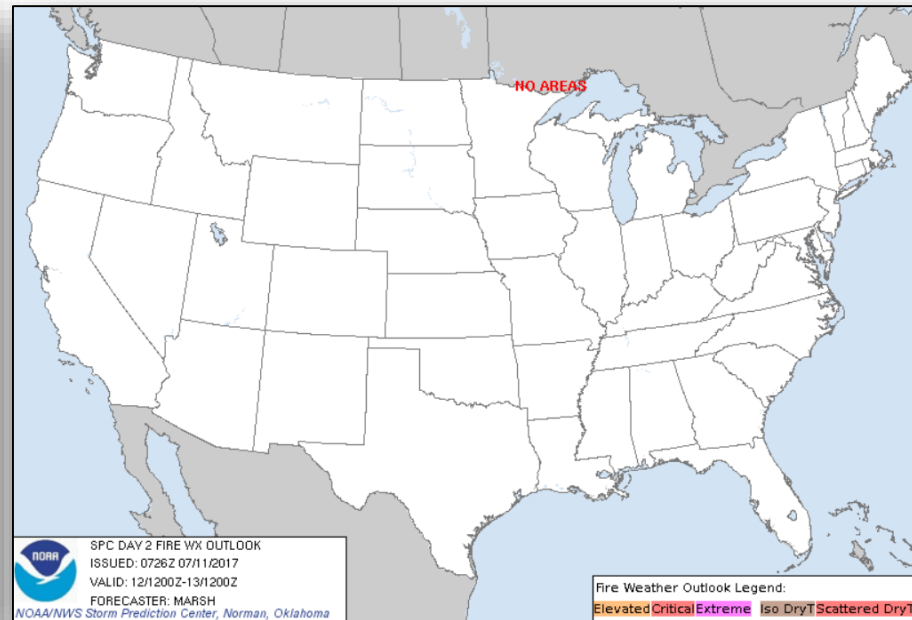 NO AREAS
NOAA
SPC DAY 2 FIRE WX OUTLOOK
ISSUED: 0726Z 07/11/2017
VALID: 12/1200Z-13/1200Z
FORECASTER: MARSH
NOAA/NWS Storm Prediction Center, Norman, Oklahoma
Fire Weather Outlook Legend:
Elevated Critical Extreme Iso DryT Scattered DryT